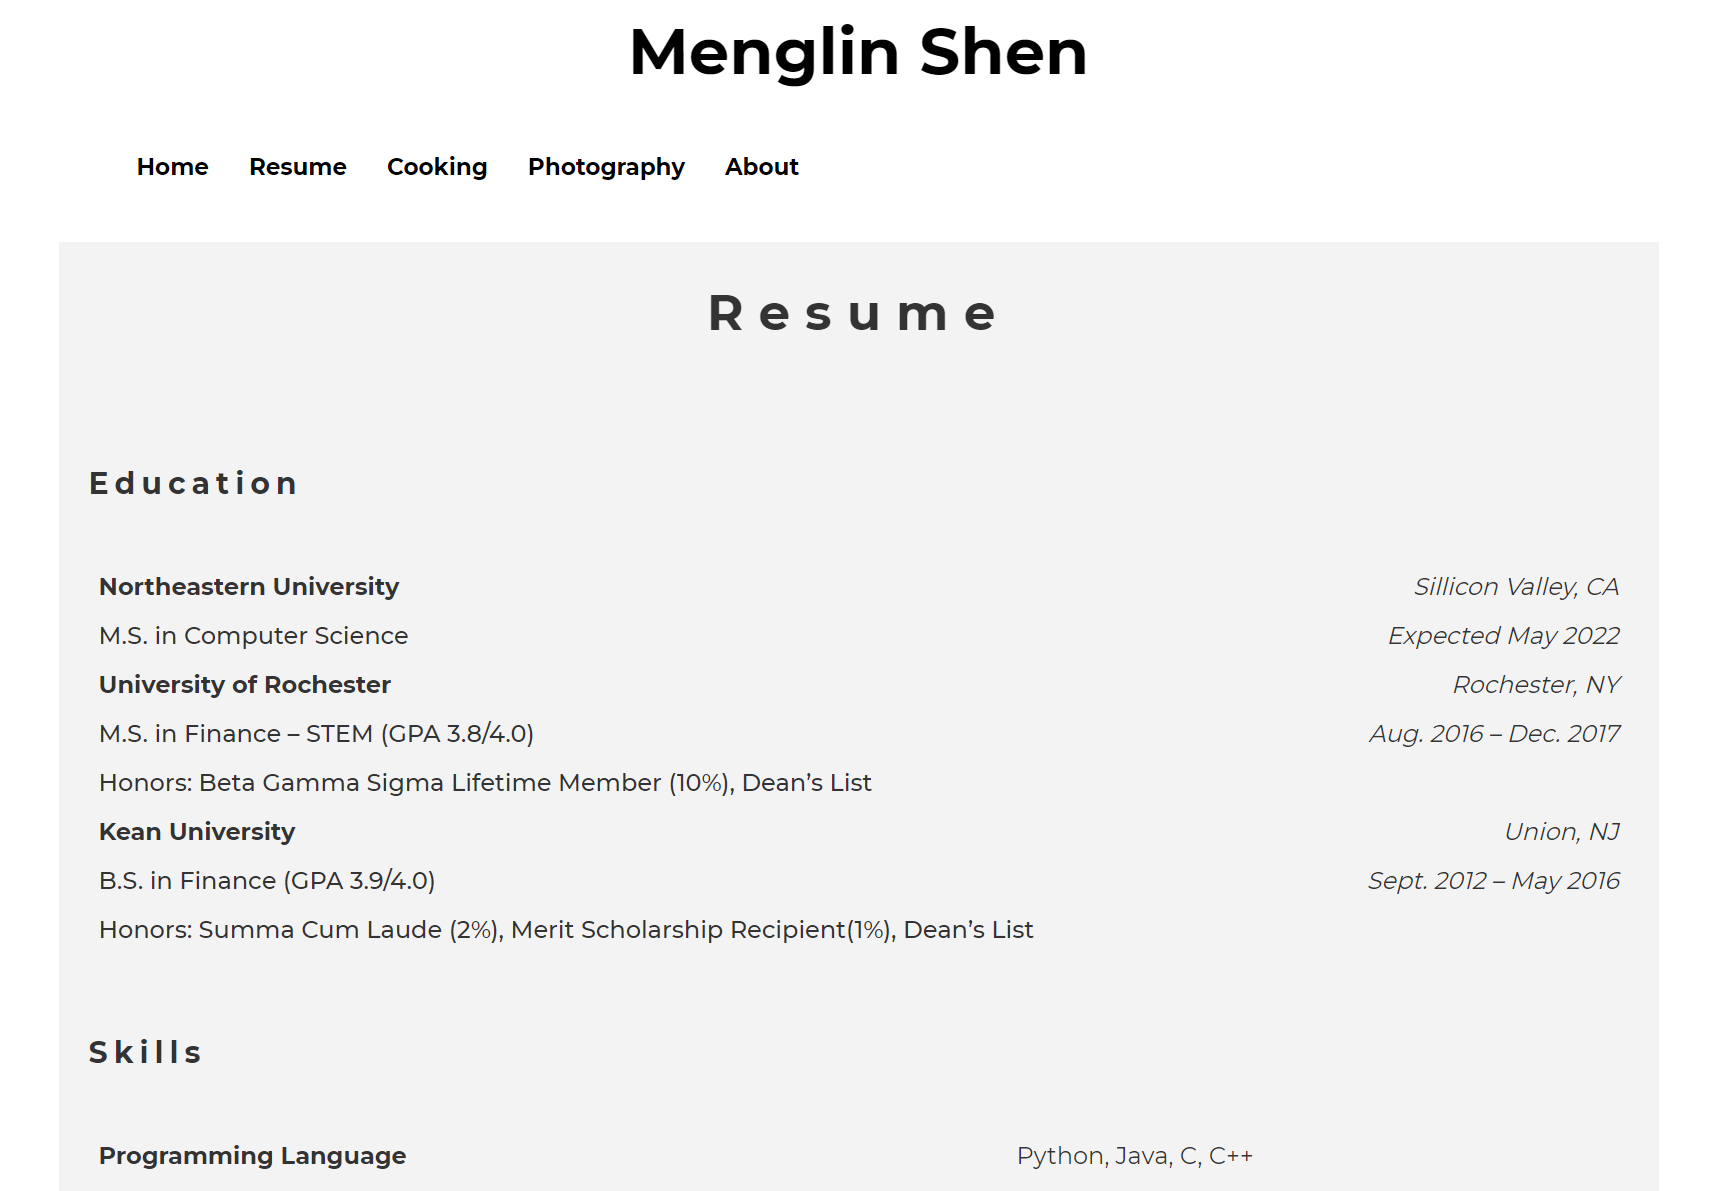 Menglin Shen
Home Resume Cooking Photography About
Resume
Education
Northeastern University Sillicon Valley, CA
M.S. in Computer Science Expected May 2022
University of Rochester Rochester, NY
M.S. in Finance – STEM (GPA 3.8/4.0) Aug. 2016 – Dec. 2017
Honors: Beta Gamma Sigma Lifetime Member (10%), Dean’s List
Kean University Union, NJ
B.S. in Finance (GPA 3.9/4.0) Sept. 2012 – May 2016
Honors: Summa Cum Laude (2%), Merit Scholarship Recipient(1%), Dean’s List
Skills
Programming Language Python, Java, C, C++